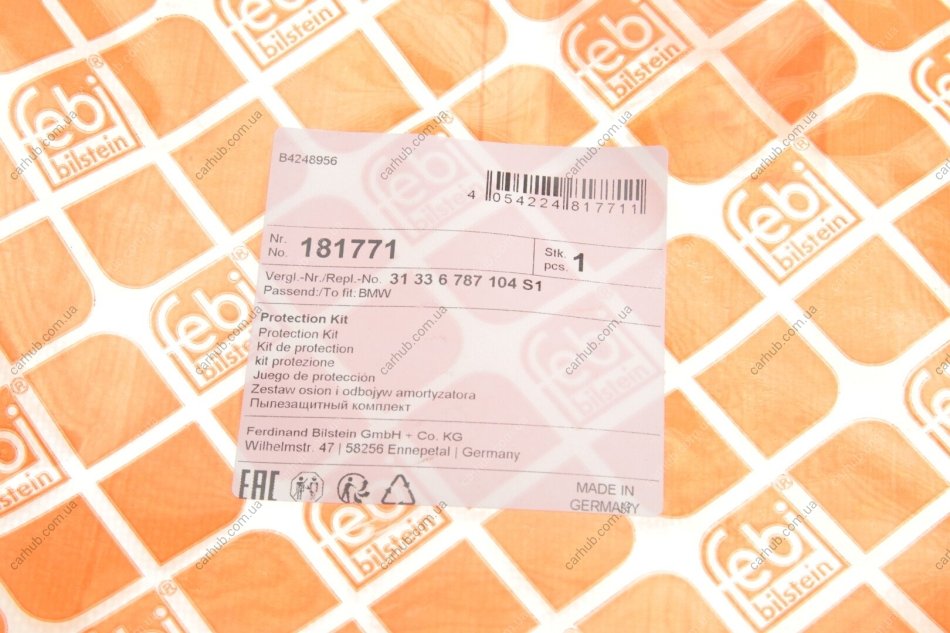 B4248956
4 054224 817711
Nr.
No. 181771
Stk.
pcs. 1
Vergl.-Nr./Repl.-No. 31 33 6 787 104 S1
Passend:/To fit: BMW
Protection Kit
Protection Kit
Kit de protection
kit protezione
Juego de protección
Zestaw osion i odbojyw amortyzatora
Пылезащитный комплект
Ferdinand Bilstein GmbH + Co. KG
Wilhelmstr. 47 | 58256 Ennepetal | Germany
EAC
MADE IN
GERMANY
febi
bilstein
carhub.com.ua